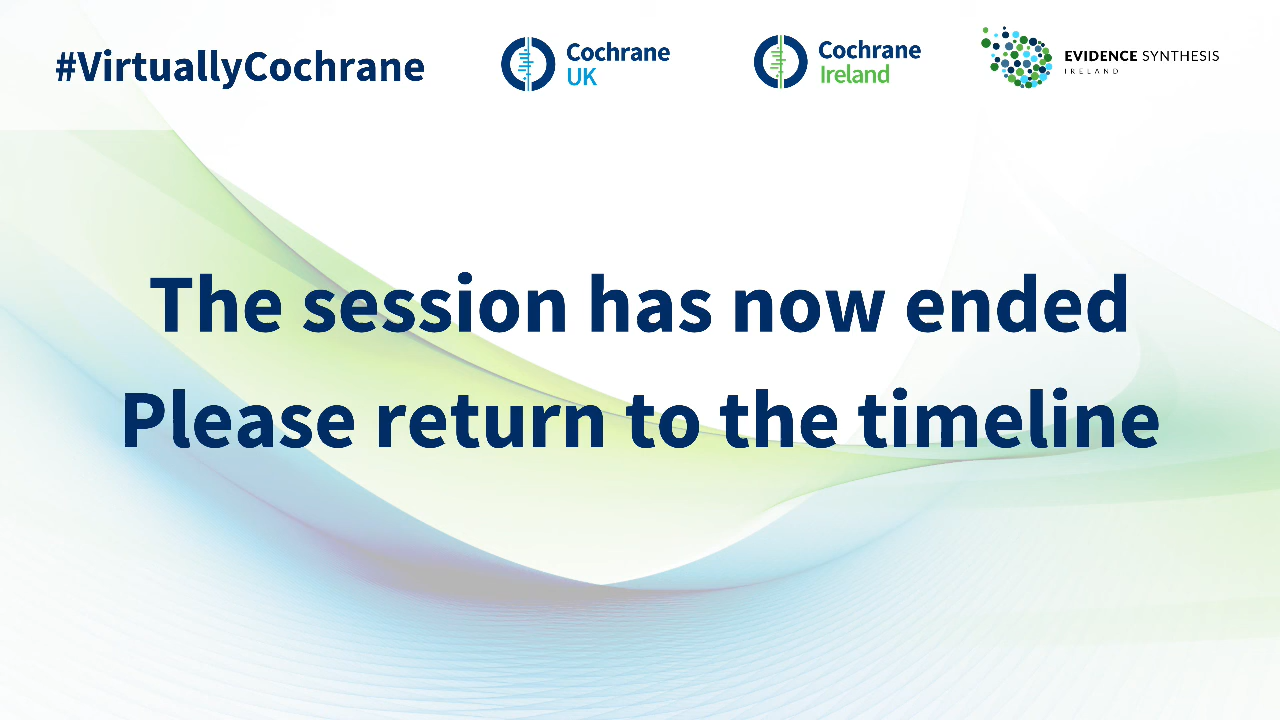 #VirtuallyCochrane
Cochrane
UK
Cochrane
Ireland
EVIDENCE SYNTHESIS
IRELAND
The session has now ended
Please return to the timeline